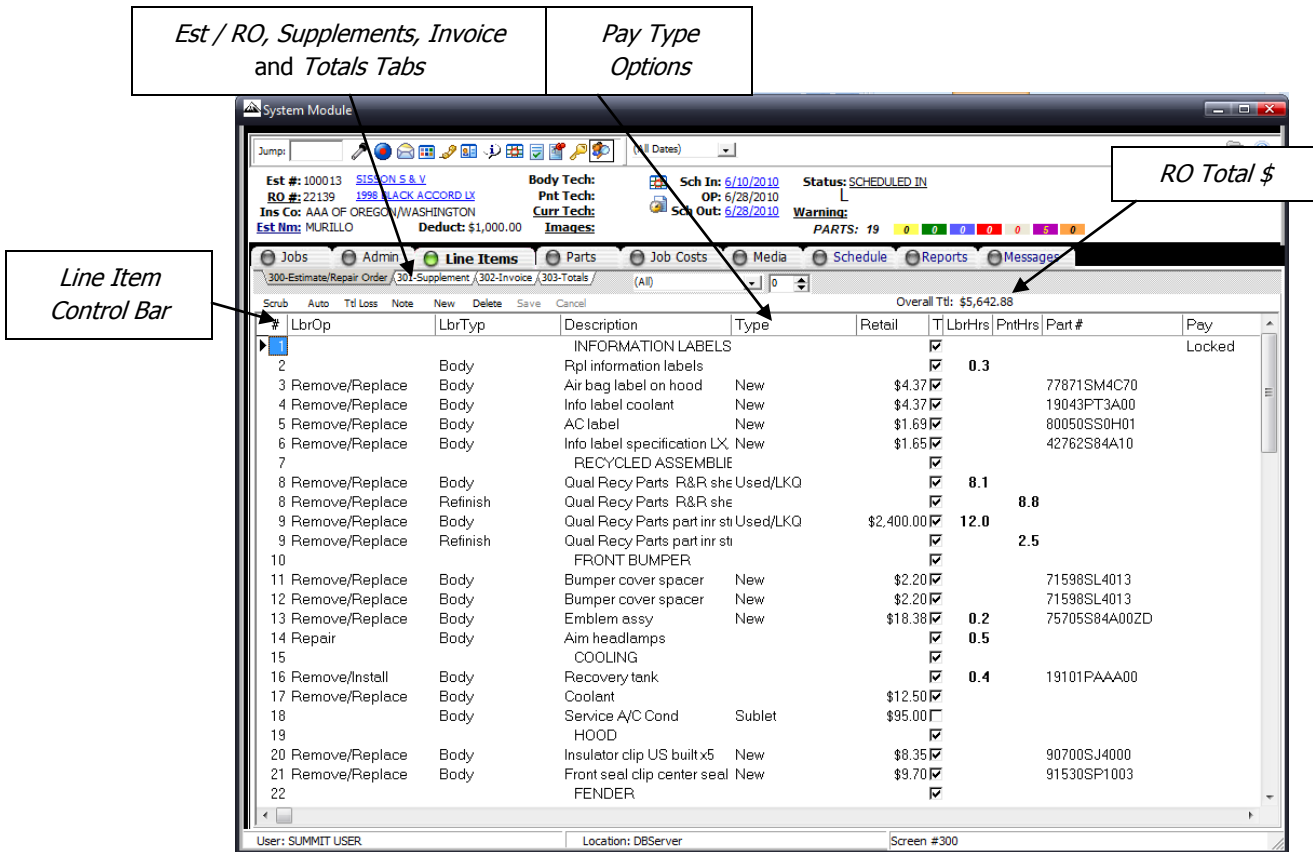 Est / RO, Supplements, Invoice
and Totals Tabs
Pay Type
Options
RO Total $
Line Item
Control Bar
System Module
Jump:
(All Dates)
Est #: 100013 SISSON S & V Body Tech: Sch In: 6/10/2010 Status: SCHEDULED IN
RO #: 22139 1998 BLACK ACCORD LX Pnt Tech: OP: 6/28/2010 L
Ins Co: AAA OF OREGON/WASHINGTON Curr Tech: Sch Out: 6/28/2010 Warning:
Est Nm: MURILLO Deduct: $1,000.00 Images: PARTS: 19 0 0 0 0 0 5 0
Jobs Admin Line Items Parts Job Costs Media Schedule Reports Messages
300-Estimate/Repair Order 301-Supplement 302-Invoice 303-Totals (All) 0
Scrub Auto Ttl Loss Note New Delete Save Cancel Overall Ttl: $5,642.88
# LbrOp LbrTyp Description Type Retail T LbrHrs PntHrs Part # Pay
1 INFORMATION LABELS Locked
2 Body Rpl information labels 0.3
3 Remove/Replace Body Air bag label on hood New $4.37 77871SM4C70
4 Remove/Replace Body Info label coolant New $4.37 19043PT3A00
5 Remove/Replace Body AC label New $1.69 80050SS0H01
6 Remove/Replace Body Info label specification LX, New $1.65 42762S84A10
7 RECYCLED ASSEMBLIE
8 Remove/Replace Body Qual Recy Parts R&R she Used/LKQ 8.1
8 Remove/Replace Refinish Qual Recy Parts R&R she 8.8
9 Remove/Replace Body Qual Recy Parts part inr sti Used/LKQ $2,400.00 12.0
9 Remove/Replace Refinish Qual Recy Parts part inr sti 2.5
10 FRONT BUMPER
11 Remove/Replace Body Bumper cover spacer New $2.20 71598SL4013
12 Remove/Replace Body Bumper cover spacer New $2.20 71598SL4013
13 Remove/Replace Body Emblem assy New $18.38 0.2 75705S84A00ZD
14 Repair Body Aim headlamps 0.5
15 COOLING
16 Remove/Install Body Recovery tank 0.4 19101PAAA00
17 Remove/Replace Body Coolant $12.50
18 Body Service A/C Cond Sublet $95.00
19 HOOD
20 Remove/Replace Body Insulator clip US built x5 New $8.35 90700SJ4000
21 Remove/Replace Body Front seal clip center seal New $9.70 91530SP1003
22 FENDER
User: SUMMIT USER Location: DBServer Screen #300